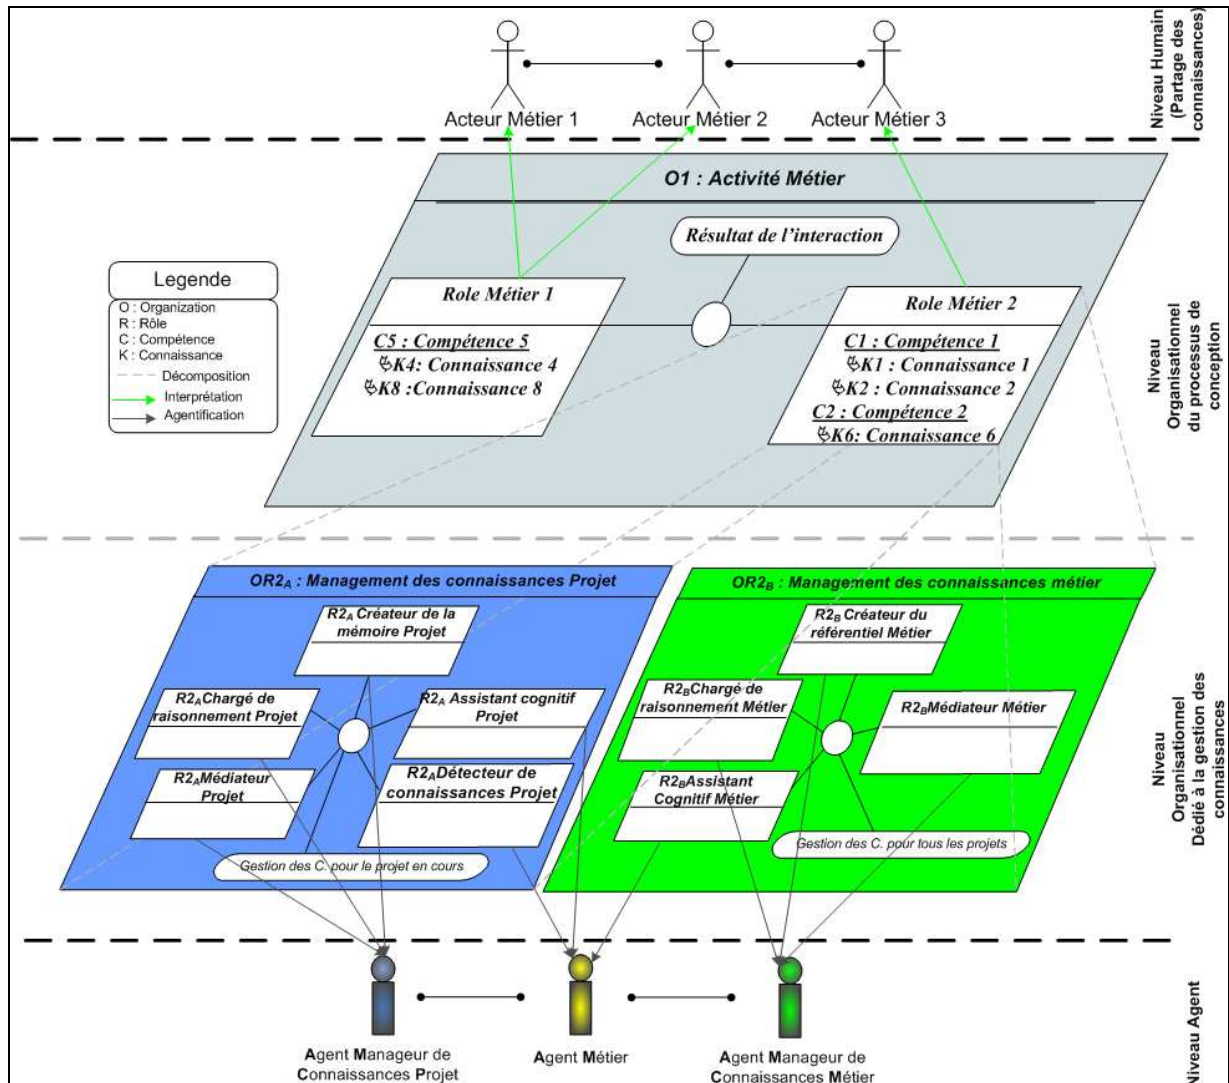 Niveau Humain
(Partage des
connaissances)
Acteur Métier 1
Acteur Métier 2
Acteur Métier 3
O1 : Activité Métier
Résultat de l'interaction
Legende
O : Organization
R : Rôle
C : Compétence
K : Connaissance
Décomposition
Interprétation
Agentification
Role Métier 1
C5 : Compétence 5
K4: Connaissance 4
K8 :Connaissance 8
Role Métier 2
C1 : Compétence 1
K1 : Connaissance 1
K2 : Connaissance 2
C2 : Compétence 2
K6: Connaissance 6
Niveau
Organisationnel
du processus de
conception
OR2A : Management des connaissances Projet
R2A Créateur de la
mémoire Projet
R2AChargé de
raisonnement Projet
R2A Assistant cognitif
Projet
R2AMédiateur
Projet
R2ADétecteur de
connaissances Projet
Gestion des C. pour le projet en cours
OR2B : Management des connaissances métier
R2B Créateur du
référentiel Métier
R2BChargé de
raisonnement Métier
R2BMédiateur Métier
R2BAssistant
Cognitif Métier
Gestion des C. pour tous les projets
Niveau
Organisationnel
Dédié à la gestion des
connaissances
Agent Manageur de
Connaissances Projet
Agent Métier
Agent Manageur de
Connaissances Métier
Niveau Agent